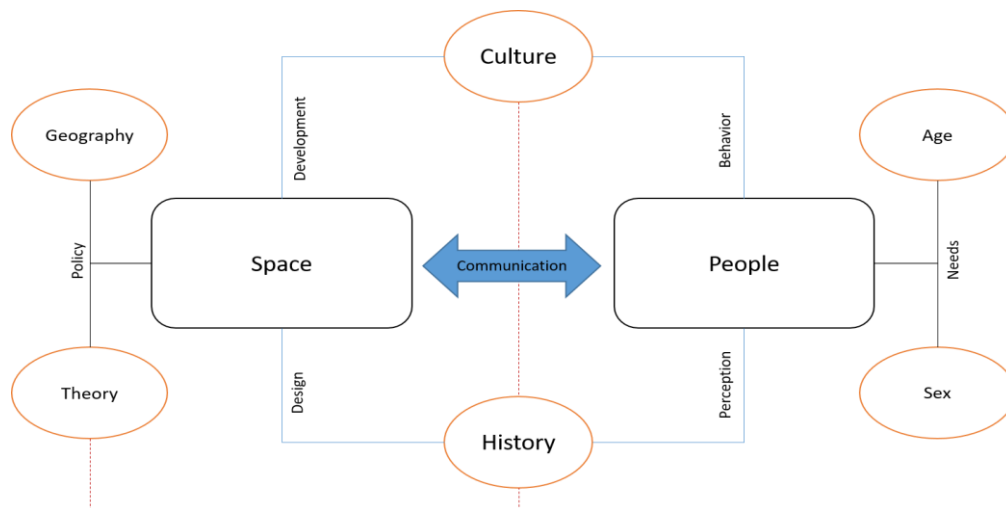 Culture
Development
Behavior
Geography
Age
Policy
Space
Communication
People
Needs
Theory
Design
Perception
Sex
History